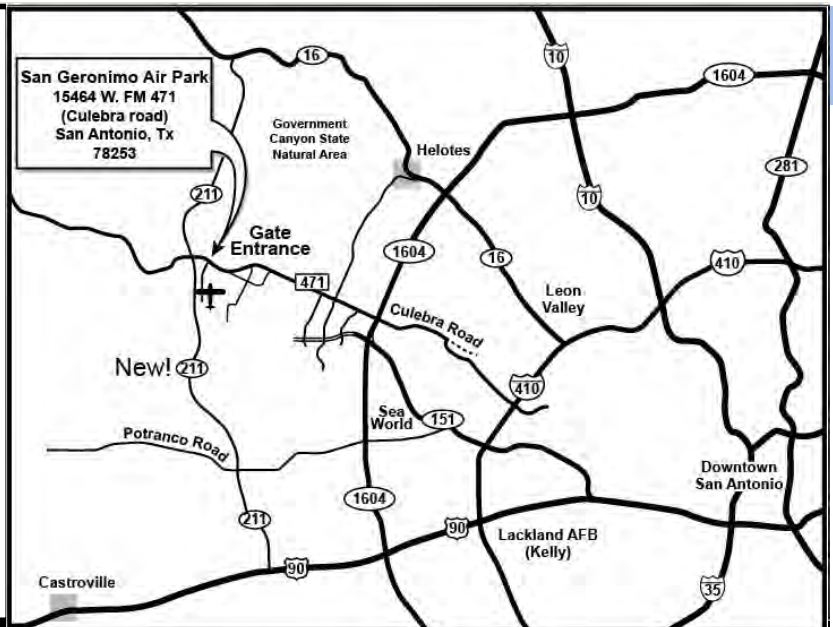 San Geronimo Air Park
15464 W. FM 471
(Culebra road)
San Antonio, Tx
78253
16
10
1604
Government
Canyon State
Natural Area
Helotes
281
211
10
Gate
Entrance
1604
16
410
471
Leon
Valley
Culebra Road
New!
211
410
Sea
World
151
Potranco Road
Downtown
San Antonio
1604
211
90
Lackland AFB
(Kelly)
90
Castroville
35